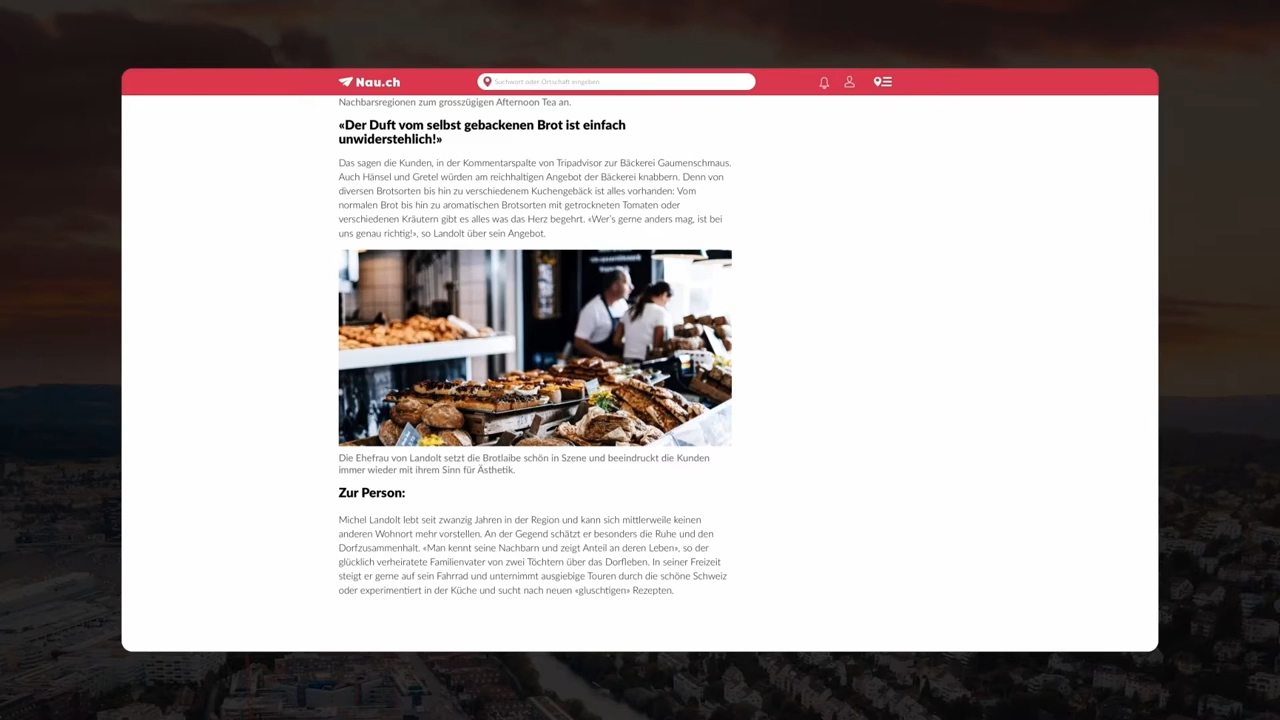 Nau.ch
Suchwort oder Ortschaft eingeben
Nachbarsregionen zum grosszügigen Afternoon Tea an.
«Der Duft vom selbst gebackenen Brot ist einfach
unwiderstehlich!»
Das sagen die Kunden, in der Kommentarspalte von Tripadvisor zur Bäckerei Gaumenschmaus.
Auch Hänsel und Gretel würden am reichhaltigen Angebot der Bäckerei knabbern. Denn von
diversen Brotsorten bis hin zu verschiedenem Kuchengebäck ist alles vorhanden: Vom
normalen Brot bis hin zu aromatischen Brotsorten mit getrockneten Tomaten oder
verschiedenen Kräutern gibt es alles was das Herz begehrt. «Wer's gerne anders mag, ist bei
uns genau richtig!», so Landolt über sein Angebot.
Die Ehefrau von Landolt setzt die Brotlaibe schön in Szene und beeindruckt die Kunden
immer wieder mit ihrem Sinn für Ästhetik.
Zur Person:
Michel Landolt lebt seit zwanzig Jahren in der Region und kann sich mittlerweile keinen
anderen Wohnort mehr vorstellen. An der Gegend schätzt er besonders die Ruhe und den
Dorfzusammenhalt. «Man kennt seine Nachbarn und zeigt Anteil an deren Leben», so der
glücklich verheiratete Familienvater von zwei Töchtern über das Dorfleben. In seiner Freizeit
steigt er gerne auf sein Fahrrad und unternimmt ausgiebige Touren durch die schöne Schweiz
oder experimentiert in der Küche und sucht nach neuen «gluschtigen» Rezepten.